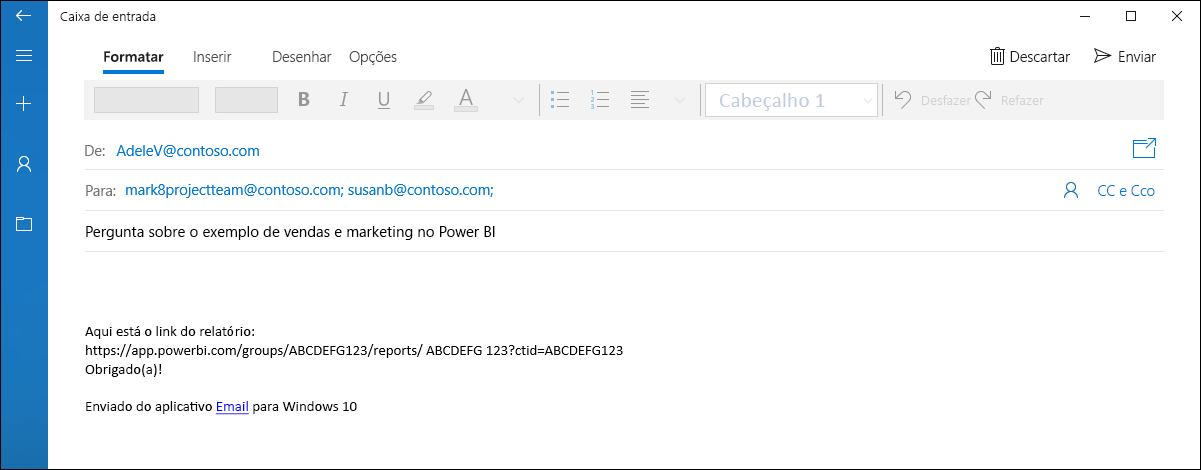 Caixa de entrada
Formatar Inserir Desenhar Opções Descartar Enviar
B I U A Cabeçalho 1 Desfazer Refazer
De: AdeleV@contoso.com
Para: mark8projectteam@contoso.com; susanb@contoso.com; CC e Cco
Pergunta sobre o exemplo de vendas e marketing no Power BI
Aqui está o link do relatório:
https://app.powerbi.com/groups/ABCDEFG123/reports/ ABCDEFG 123?ctid=ABCDEFG123
Obrigado(a)!
Enviado do aplicativo Email para Windows 10